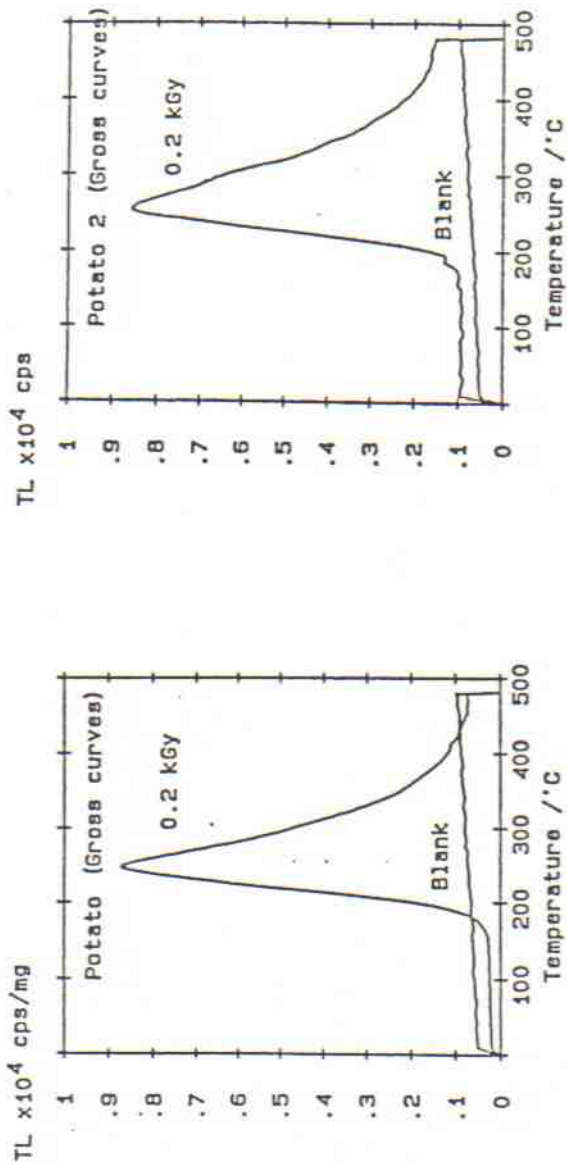 TL x10⁴ cps/mg
1
.9
.8
.7
.6
.5
.4
.3
.2
.1
0
Potato (Gross curves)
0.2 kGy
Blank
100 200 300 400 500
Temperature /°C
TL x10⁴ cps
1
.9
.8
.7
.6
.5
.4
.3
.2
.1
0
Potato 2 (Gross curves)
0.2 kGy
Blank
100 200 300 400 500
Temperature /°C